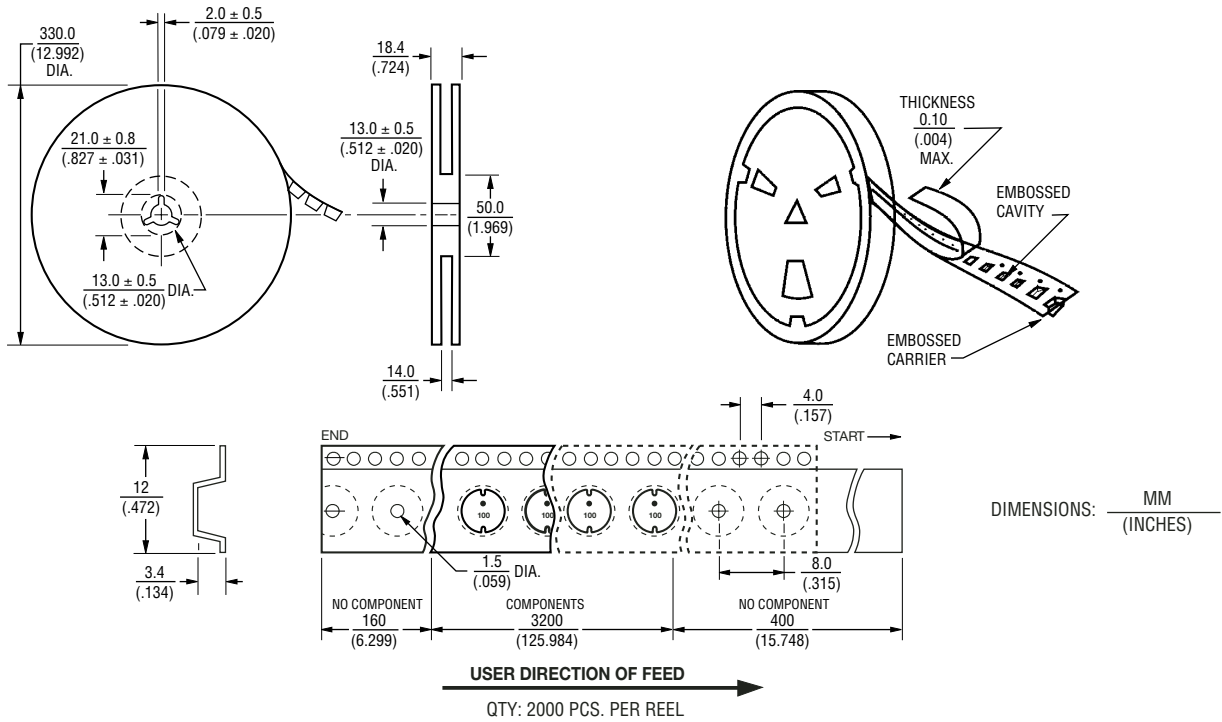 2.0 ± 0.5
(.079 ± .020)
330.0
(12.992)
DIA.
21.0 ± 0.8
(.827 ± .031)
13.0 ± 0.5
(.512 ± .020)
DIA.
18.4
(.724)
13.0 ± 0.5
(.512 ± .020)
DIA.
50.0
(1.969)
14.0
(.551)
THICKNESS
0.10
(.004)
MAX.
EMBOSSED
CAVITY
EMBOSSED
CARRIER
12
(.472)
3.4
(.134)
END
START
4.0
(.157)
100
100
100
100
1.5
(.059)
DIA.
8.0
(.315)
NO COMPONENT
160
(6.299)
COMPONENTS
3200
(125.984)
NO COMPONENT
400
(15.748)
DIMENSIONS:
MM
(INCHES)
USER DIRECTION OF FEED
QTY: 2000 PCS. PER REEL